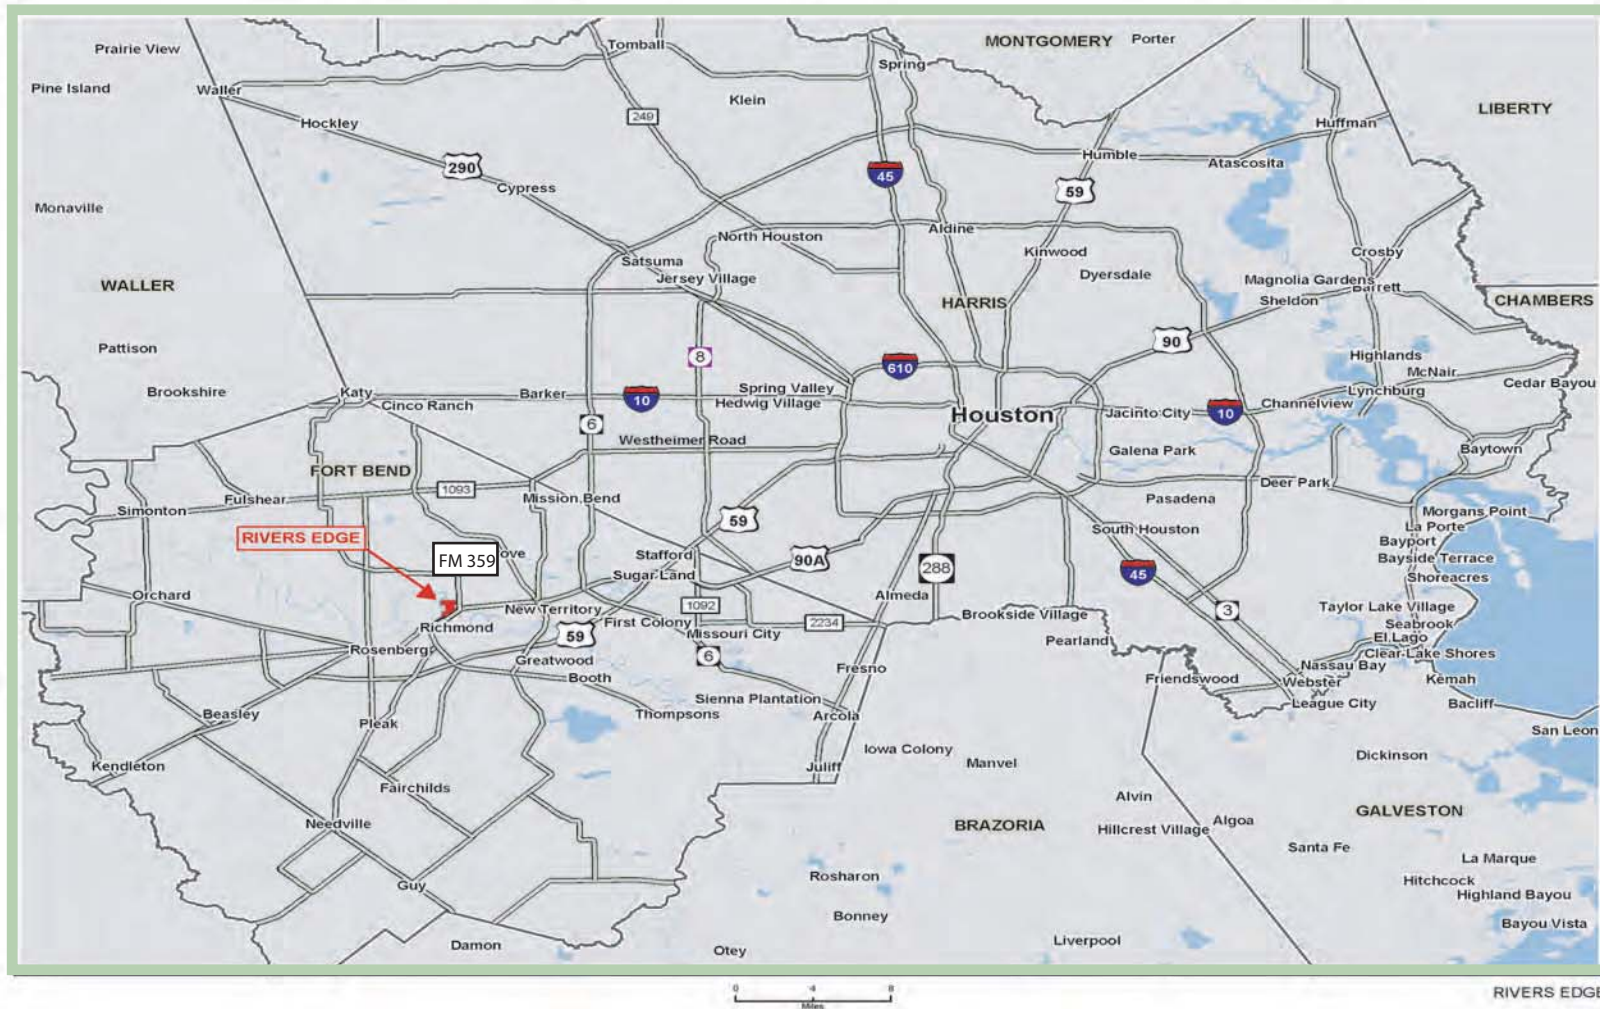 Prairie View
Tomball
MONTGOMERY
Porter
Spring
Pine Island
Waller
Klein
LIBERTY
Hockley
249
Huffman
290
45
Humble
Atascosita
Cypress
59
Monaville
North Houston
Aldine
Kinwood
Crosby
Satsuma
Jersey Village
Dyersdale
Magnolia Gardens
WALLER
Barrett
HARRIS
Sheldon
CHAMBERS
90
Pattison
8
Highlands
610
McNair
Brookshire
Katy
Barker
10
Spring Valley
Lynchburg
Cedar Bayou
Cinco Ranch
Hedwig Village
Houston
Jacinto City
10
Channelview
6
Westheimer Road
Galena Park
Baytown
FORT BEND
1093
Deer Park
Fulshear
Mission Bend
Pasadena
Simonton
59
Morgans Point
La Porte
RIVERS EDGE
South Houston
Bayport
FM 359
ove
Stafford
90A
288
Bayside Terrace
Sugar Land
45
Shoreacres
Orchard
New Territory
1092
Almeda
Brookside Village
3
Taylor Lake Village
Richmond
First Colony
2234
Seabrook
59
Missouri City
Pearland
El Lago
Rosenberg
6
Clear Lake Shores
Greatwood
Fresno
Nassau Bay
Booth
Friendswood
Webster
Kemah
Sienna Plantation
League City
Bacliff
Beasley
Thompsons
Arcola
Pleak
San Leon
Iowa Colony
Dickinson
Kendleton
Juliff
Manvel
Fairchilds
Alvin
GALVESTON
Needville
BRAZORIA
Hillcrest Village
Algoa
Santa Fe
La Marque
Guy
Rosharon
Hitchcock
Highland Bayou
Bonney
Bayou Vista
Damon
Otey
Liverpool
0 4 8
Miles
RIVERS EDGE